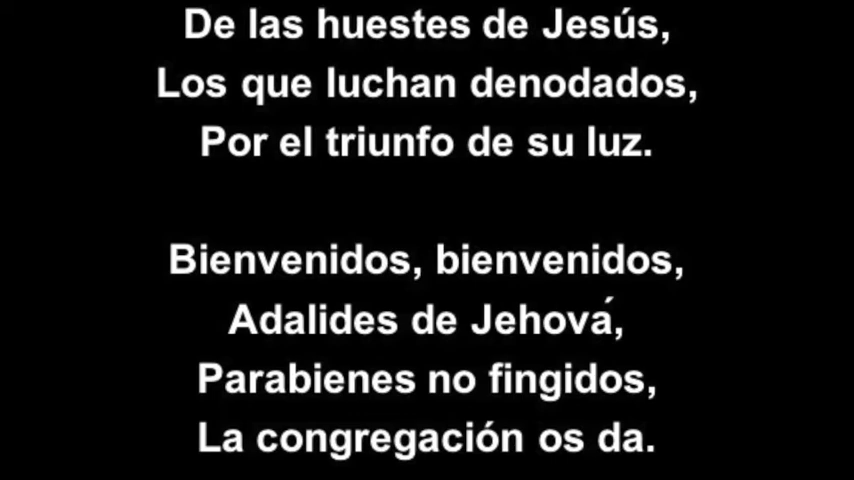 De las huestes de Jesús,
Los que luchan denodados,
Por el triunfo de su luz.
Bienvenidos, bienvenidos,
Adalides de Jehová,
Parabienes no fingidos,
La congregación os da.